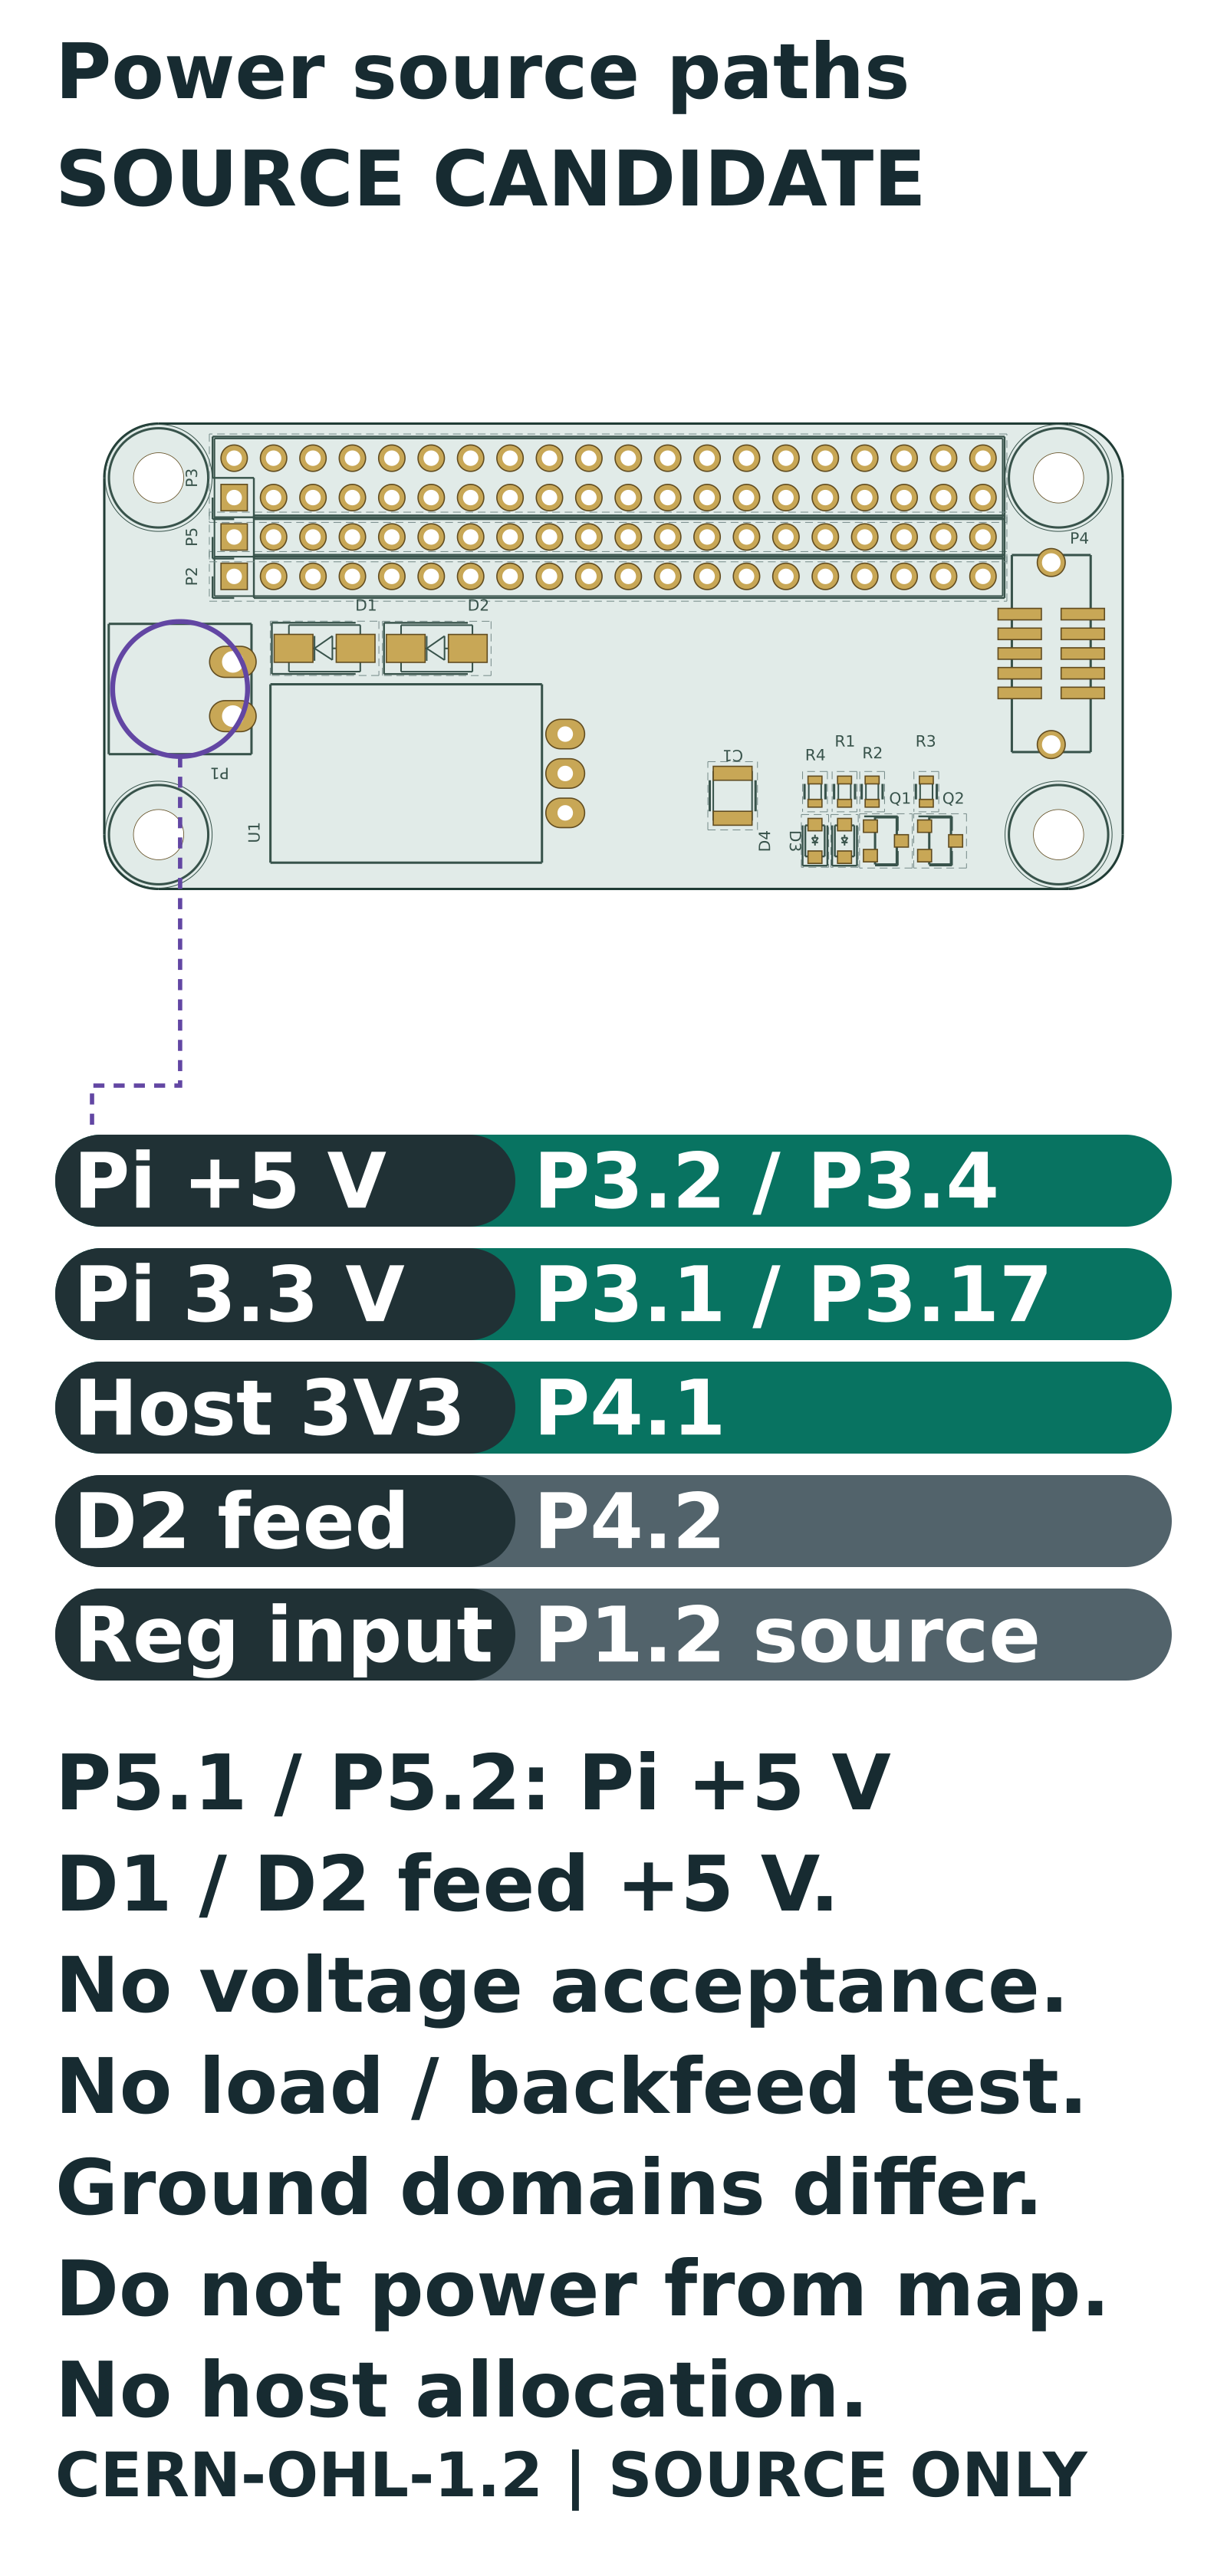 Power source paths
SOURCE CANDIDATE
P3
P5
P4
P2
D1 D2
P1
U1
C1
R4 R1 R2 R3
Q1 Q2
D4 D3
Pi +5 V P3.2 / P3.4
Pi 3.3 V P3.1 / P3.17
Host 3V3 P4.1
D2 feed P4.2
Reg input P1.2 source
P5.1 / P5.2: Pi +5 V
D1 / D2 feed +5 V.
No voltage acceptance.
No load / backfeed test.
Ground domains differ.
Do not power from map.
No host allocation.
CERN-OHL-1.2 | SOURCE ONLY